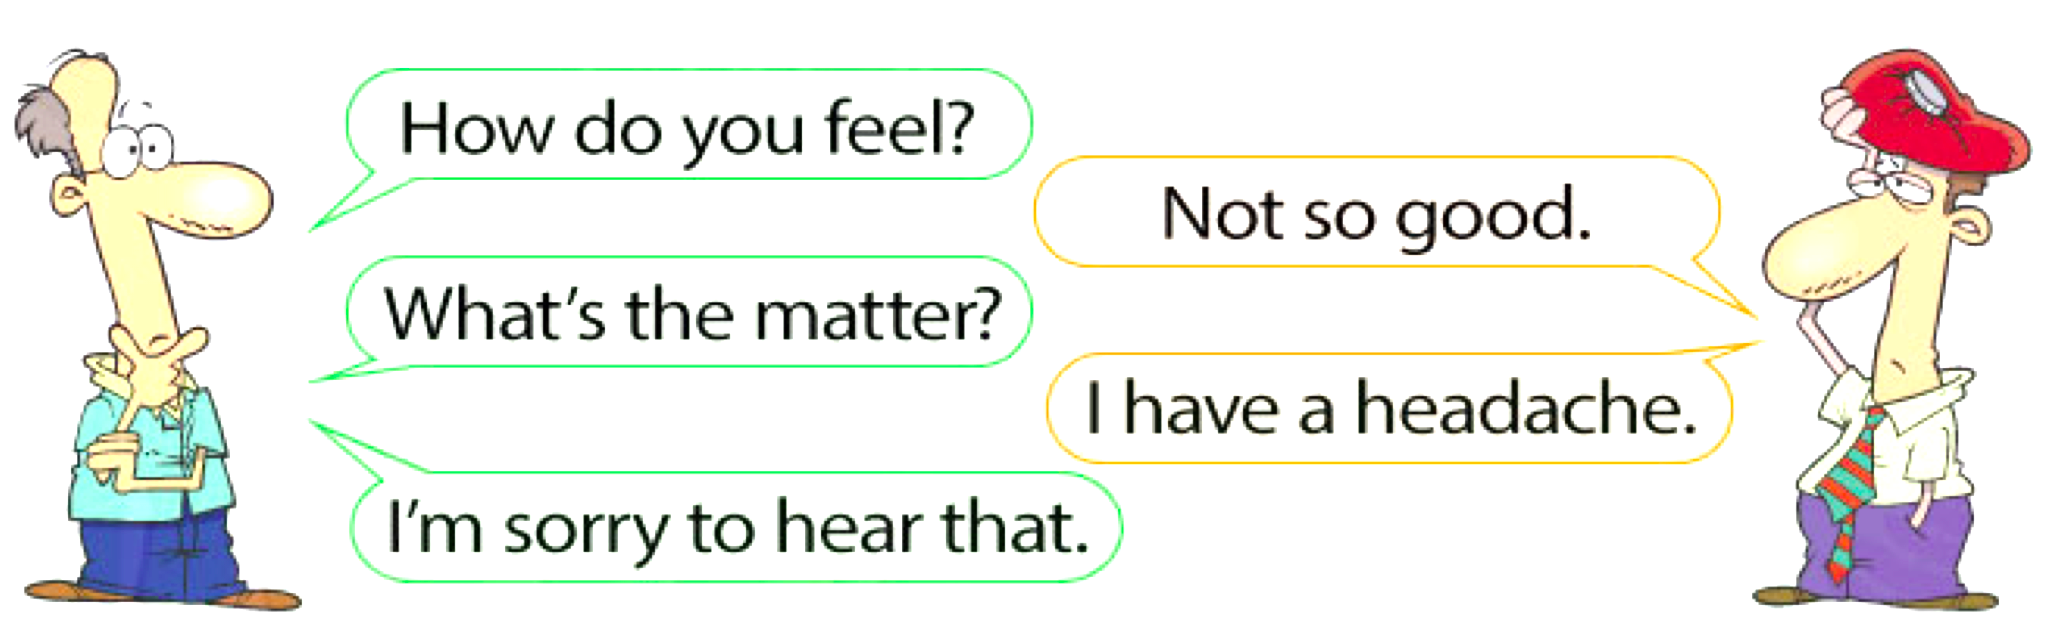 How do you feel?
Not so good.
What's the matter?
I have a headache.
I'm sorry to hear that.